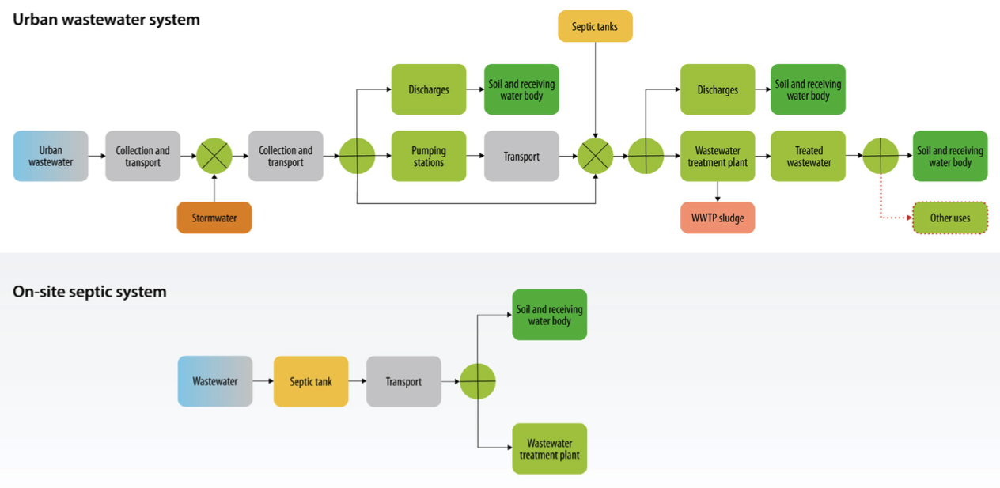 Urban wastewater system
Septic tanks
Discharges
Soil and receiving
water body
Discharges
Soil and receiving
water body
Urban
wastewater
Collection and
transport
Collection and
transport
Pumping
stations
Transport
Wastewater
treatment plant
Treated
wastewater
Soil and receiving
water body
Stormwater
WWTP sludge
Other uses
On-site septic system
Soil and receiving
water body
Wastewater
Septic tank
Transport
Wastewater
treatment plant